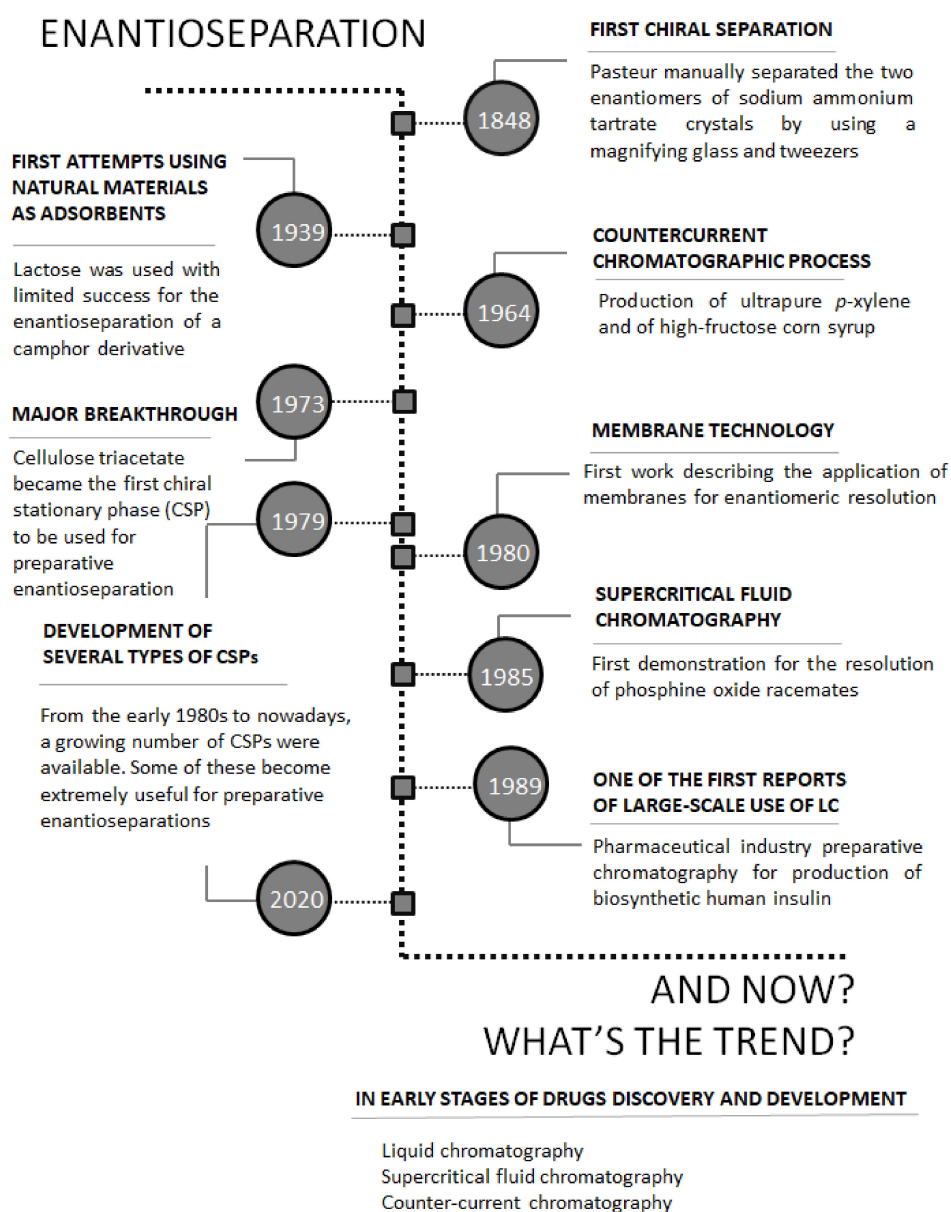 ENANTIOSEPARATION
FIRST CHIRAL SEPARATION
Pasteur manually separated the two
enantiomers of sodium ammonium
tartrate crystals by using a
magnifying glass and tweezers
1848
FIRST ATTEMPTS USING
NATURAL MATERIALS
AS ADSORBENTS
1939
Lactose was used with
limited success for the
enantioseparation of a
camphor derivative
COUNTERCURRENT
CHROMATOGRAPHIC PROCESS
1964
Production of ultrapure p-xylene
and of high-fructose corn syrup
1973
MAJOR BREAKTHROUGH
Cellulose triacetate
became the first chiral
stationary phase (CSP)
to be used for
preparative
enantioseparation
MEMBRANE TECHNOLOGY
First work describing the application of
membranes for enantiomeric resolution
1979
1980
DEVELOPMENT OF
SEVERAL TYPES OF CSPs
From the early 1980s to nowadays,
a growing number of CSPs were
available. Some of these become
extremely useful for preparative
enantioseparations
SUPERCRITICAL FLUID
CHROMATOGRAPHY
1985
First demonstration for the resolution
of phosphine oxide racemates
1989
ONE OF THE FIRST REPORTS
OF LARGE-SCALE USE OF LC
Pharmaceutical industry preparative
chromatography for production of
biosynthetic human insulin
2020
AND NOW?
WHAT'S THE TREND?
IN EARLY STAGES OF DRUGS DISCOVERY AND DEVELOPMENT
Liquid chromatography
Supercritical fluid chromatography
Counter-current chromatography